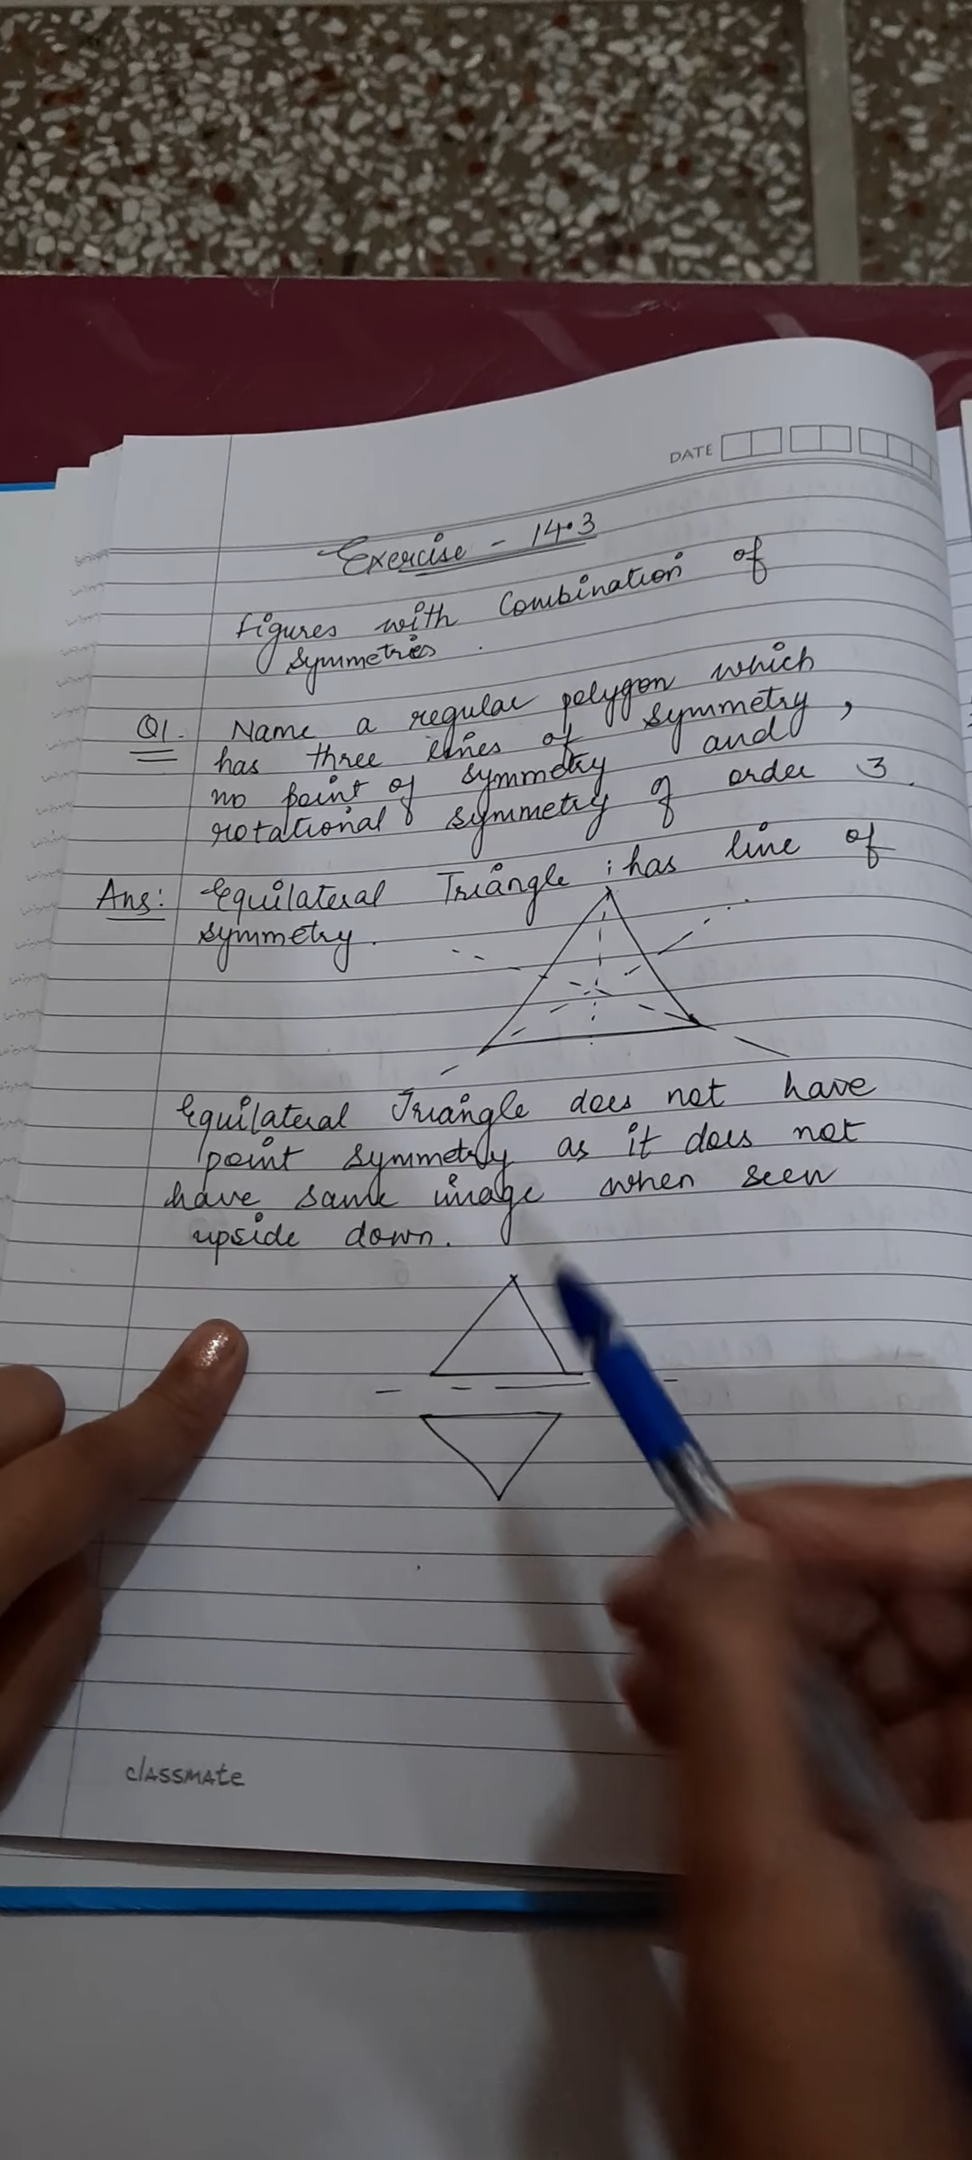 DATE
Exercise - 14.3
Figures with Combination of
Symmetries.
Q1. Name a regular polygon which
has three lines of symmetry,
no point of symmetry and
rotational symmetry of order 3.
Ans: Equilateral Triangle : has line of
symmetry.
Equilateral Triangle does not have
point symmetry as it does not
have same image when seen
upside down.
classmate